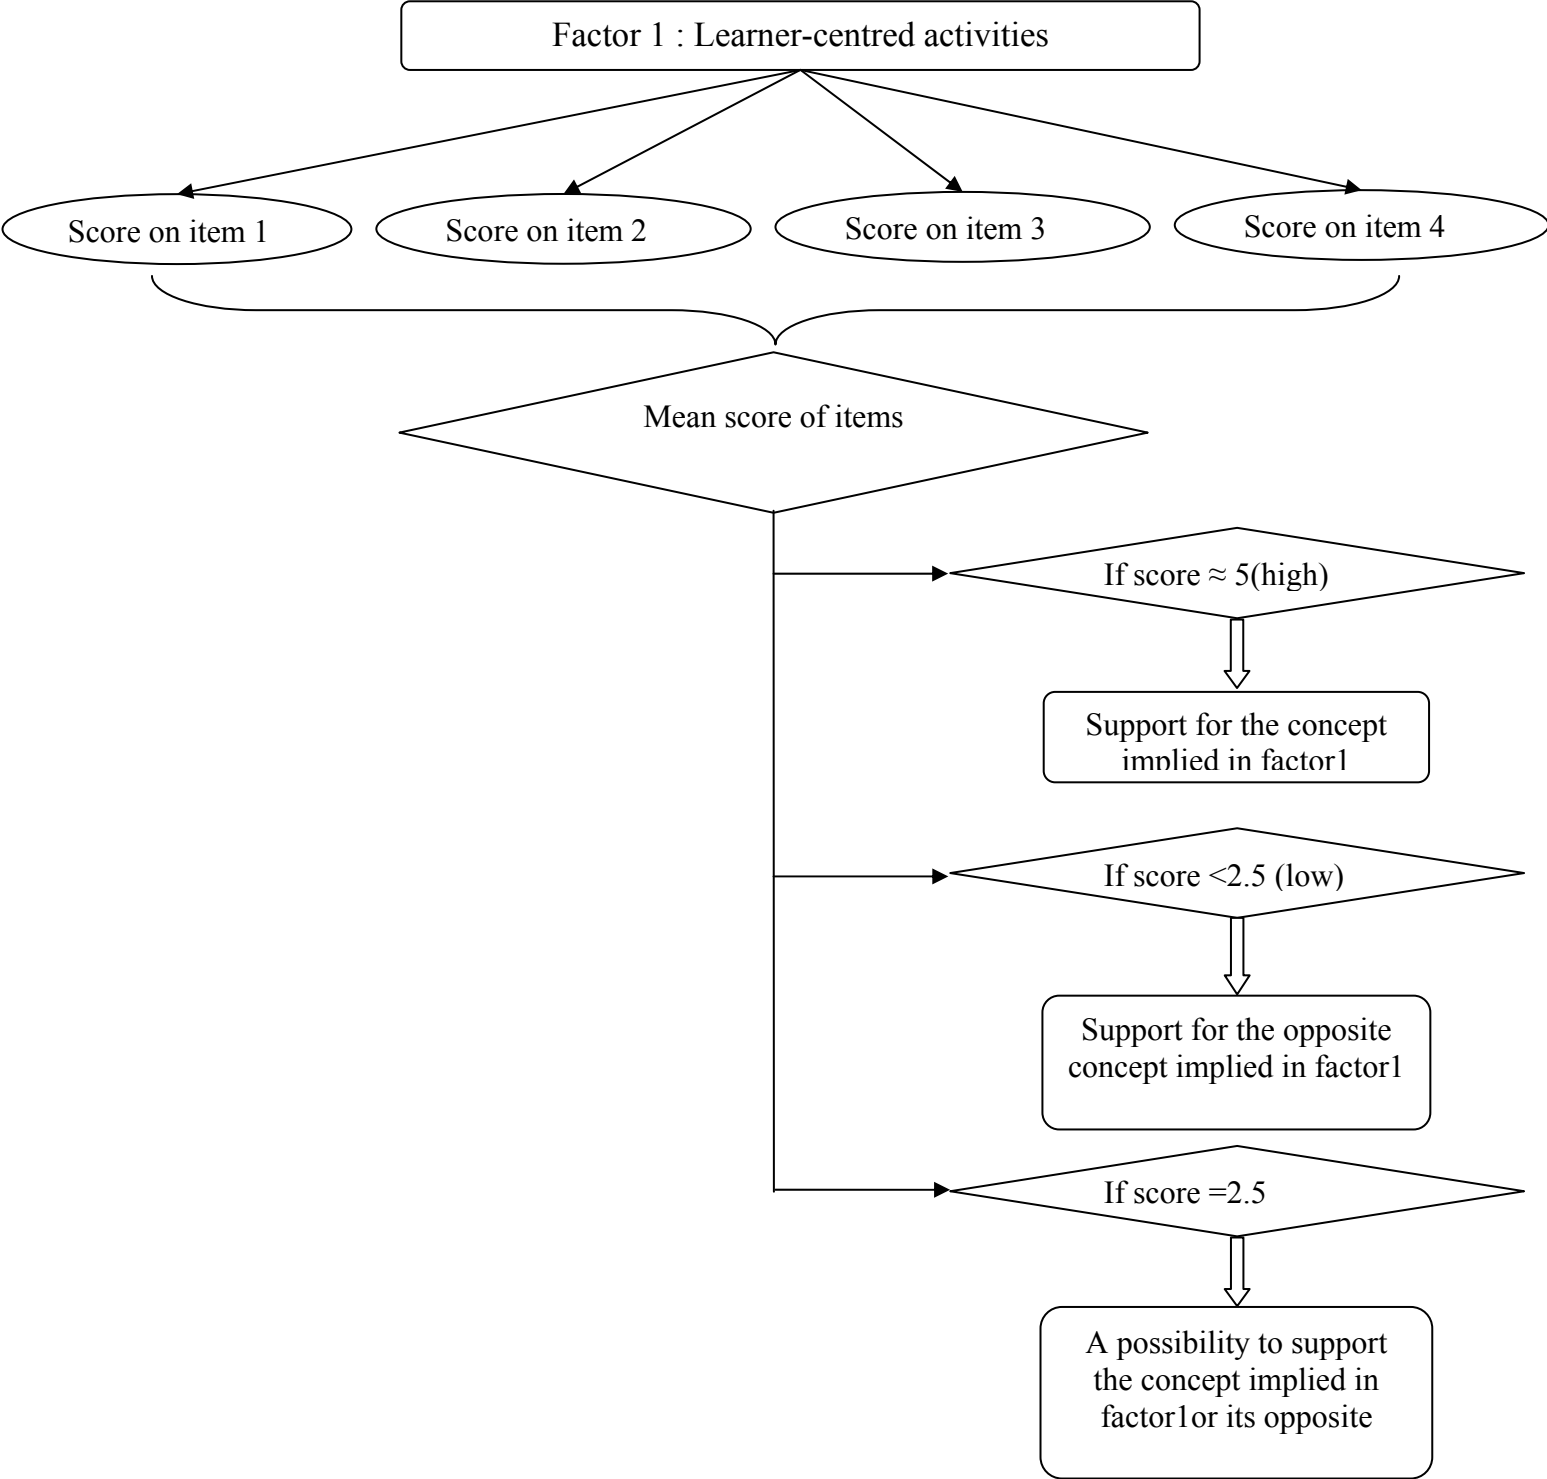 Factor 1 : Learner-centred activities
Score on item 1
Score on item 2
Score on item 3
Score on item 4
Mean score of items
If score ≈ 5(high)
Support for the concept
implied in factor1
If score <2.5 (low)
Support for the opposite
concept implied in factor1
If score =2.5
A possibility to support
the concept implied in
factor1or its opposite